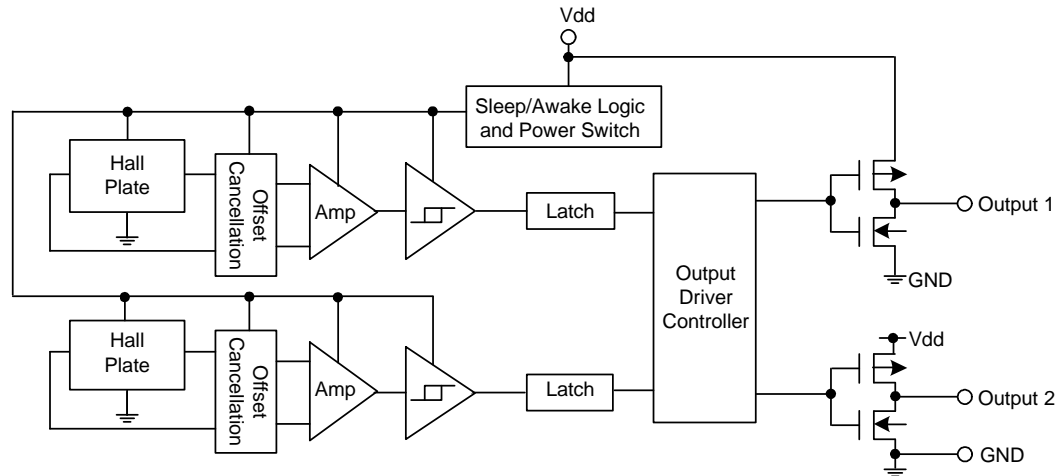 Vdd
Sleep/Awake Logic
and Power Switch
Hall
Plate
Offset
Cancellation
Amp
Latch
Output
Driver
Controller
Output 1
GND
Hall
Plate
Offset
Cancellation
Amp
Latch
Vdd
Output 2
GND